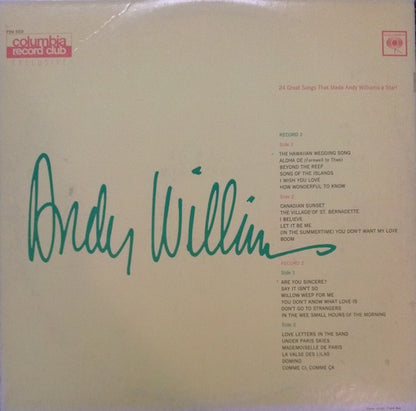 columbia
record club
EXCLUSIVE
24 Great Songs That Made Andy Williams a Star!
RECORD 1
Side 1
THE HAWAIIAN WEDDING SONG
ALOHA OE (Farewell to Thee)
BEYOND THE REEF
SONG OF THE ISLANDS
I WISH YOU LOVE
HOW WONDERFUL TO KNOW
Side 2
CANADIAN SUNSET
THE VILLAGE OF ST. BERNADETTE
I BELIEVE
LET IT BE ME
(IN THE SUMMERTIME) YOU DON'T WANT MY LOVE
BOOM
Andy Williams
RECORD 2
Side 1
ARE YOU SINCERE?
SAY IT ISN'T SO
WILLOW WEEP FOR ME
YOU DON'T KNOW WHAT LOVE IS
DON'T GO TO STRANGERS
IN THE WEE SMALL HOURS OF THE MORNING
Side 2
LOVE LETTERS IN THE SAND
UNDER PARIS SKIES
MADEMOISELLE DE PARIS
LA VALSE DES LILAS
DOMINO
COMME CI, COMME ÇA